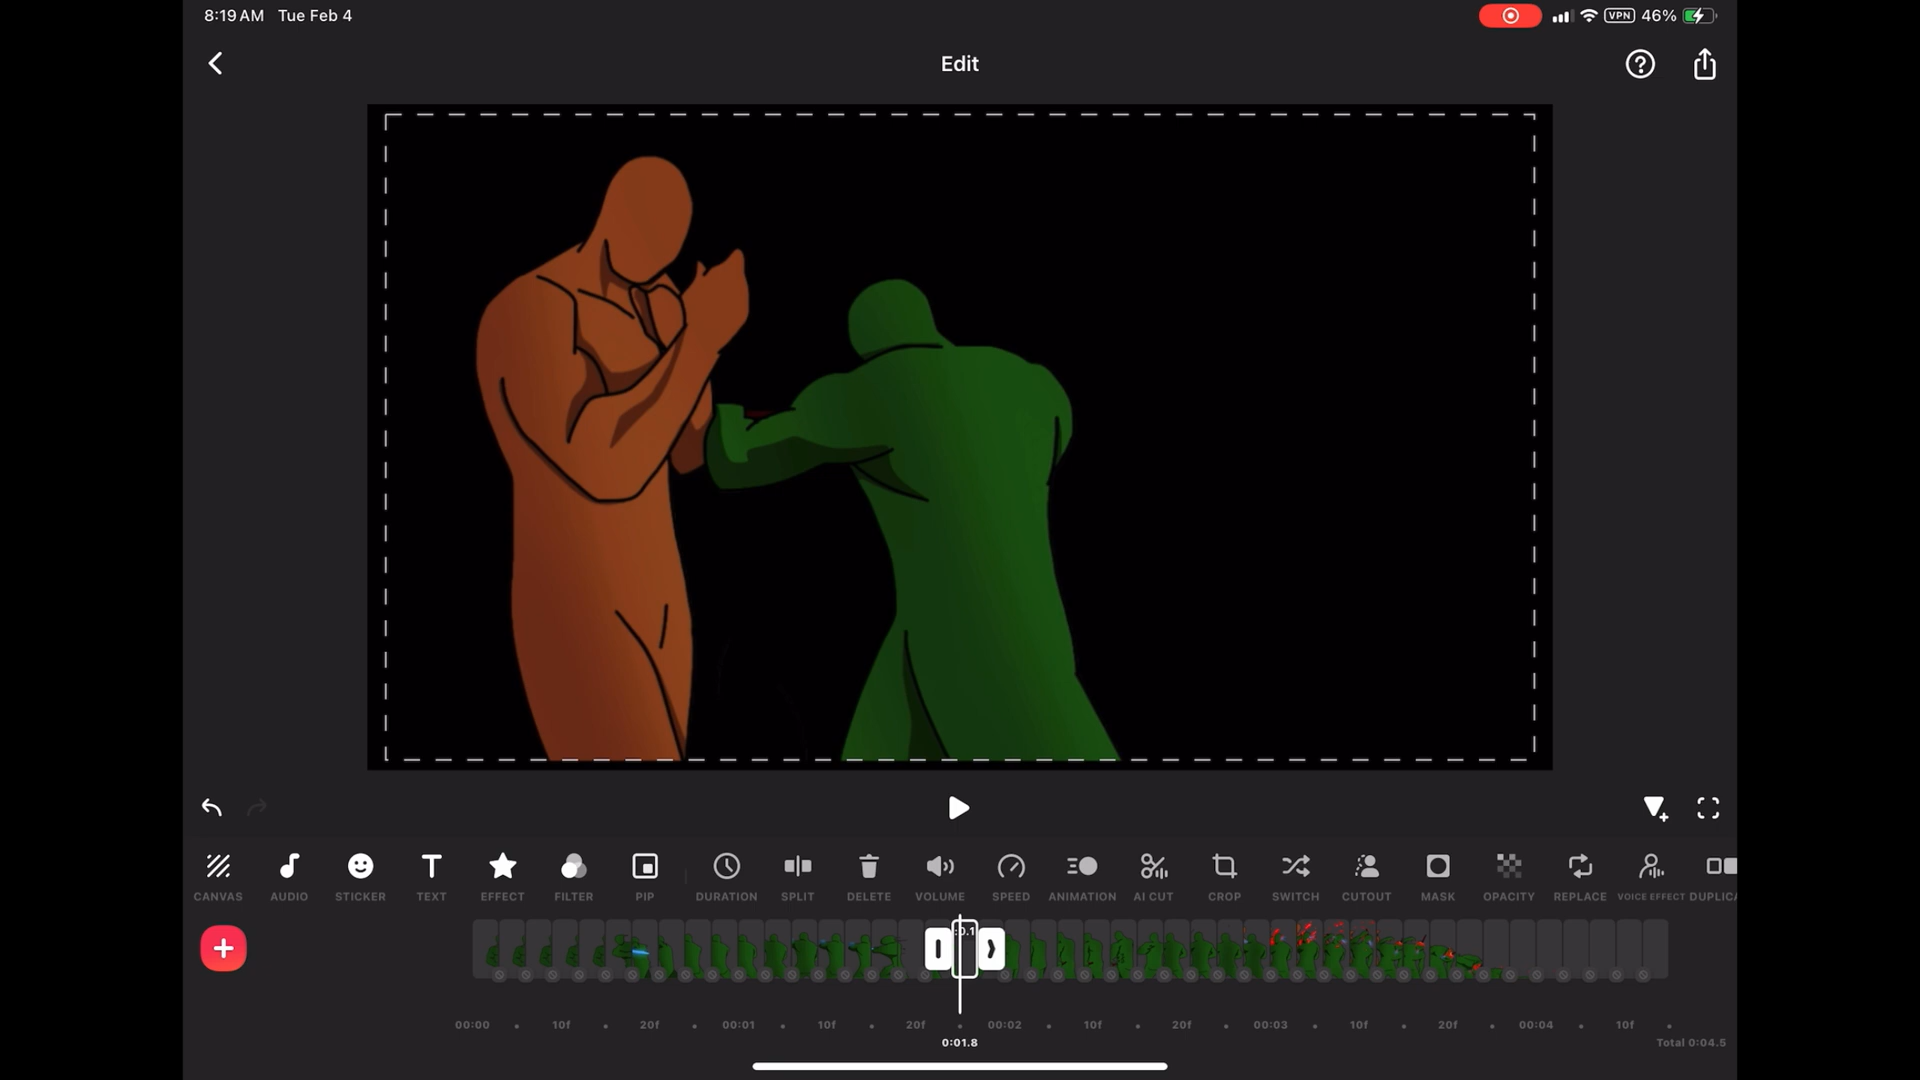 8:19 AM Tue Feb 4
VPN 46%
Edit
CANVAS AUDIO STICKER TEXT EFFECT FILTER PIP DURATION SPLIT DELETE VOLUME SPEED ANIMATION AI CUT CROP SWITCH CUTOUT MASK OPACITY REPLACE VOICE EFFECT DUPLICA
00:00 10f 20f 00:01 10f 20f 00:02 10f 20f 00:03 10f 20f 00:04 10f
0:01.8
Total 0:04.5